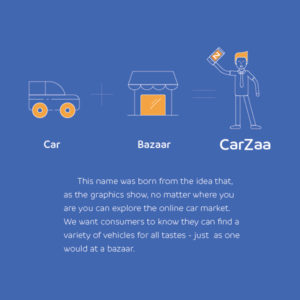 Car
Bazaar
CarZaa
This name was born from the idea that,
as the graphics show, no matter where you
are you can explore the online car market.
We want consumers to know they can find a
variety of vehicles for all tastes - just as one
would at a bazaar.